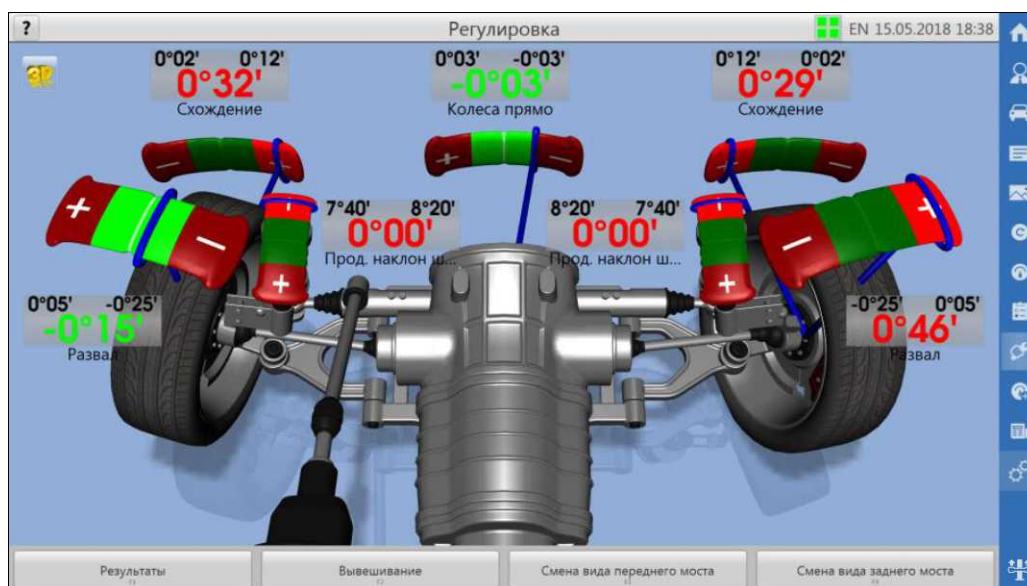 ? Регулировка EN 15.05.2018 18:38
3D
0°02' 0°12'
0°32'
Схождение
0°03' -0°03'
-0°03'
Колеса прямо
0°12' 0°02'
0°29'
Схождение
7°40' 8°20'
0°00'
Прод. наклон ш...
8°20' 7°40'
0°00'
Прод. наклон ш...
0°05' -0°25'
-0°15'
Развал
-0°25' 0°05'
0°46'
Развал
Результаты
Вывешивание
Смена вида переднего моста
Смена вида заднего моста